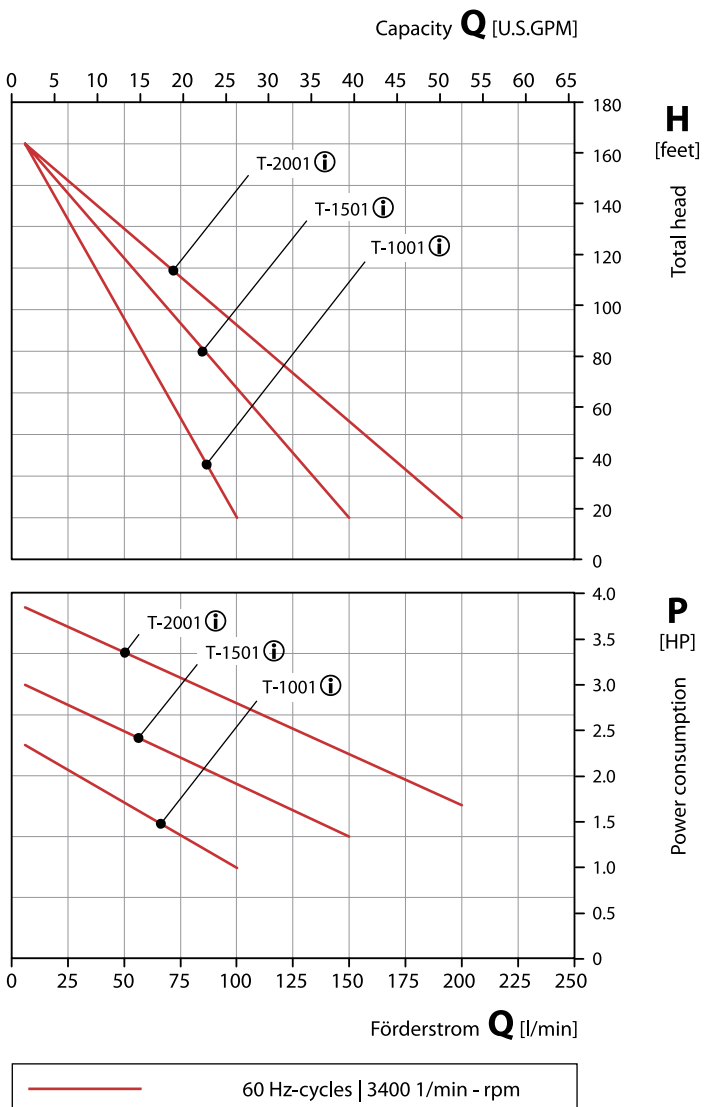 Capacity Q [U.S.GPM]
0 5 10 15 20 25 30 35 40 45 50 55 60 65
180
H
[feet]
160
T-2001 i
Total head
140
T-1501 i
T-1001 i
120
100
80
60
40
20
0
4.0
P
[HP]
T-2001 i
3.5
T-1501 i
Power consumption
T-1001 i
3.0
2.5
2.0
1.5
1.0
0.5
0
0 25 50 75 100 125 150 175 200 225 250
Förderstrom Q [l/min]
60 Hz-cycles | 3400 1/min - rpm